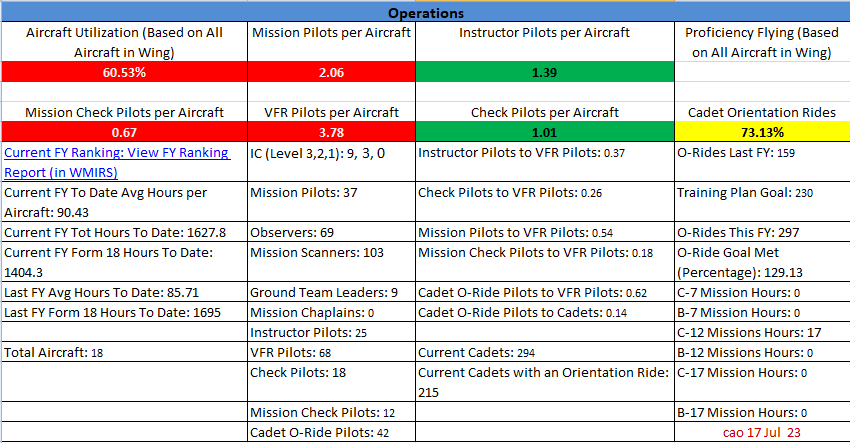 Operations
Aircraft Utilization (Based on All
Aircraft in Wing)
Mission Pilots per Aircraft
Instructor Pilots per Aircraft
Proficiency Flying (Based
on All Aircraft in Wing)
60.53%
2.06
1.39
Mission Check Pilots per Aircraft
VFR Pilots per Aircraft
Check Pilots per Aircraft
Cadet Orientation Rides
0.67
3.78
1.01
73.13%
Current FY Ranking: View FY Ranking
Report (in WMIRS)
IC (Level 3,2,1): 9, 3, 0
Instructor Pilots to VFR Pilots: 0.37
O-Rides Last FY: 159
Current FY To Date Avg Hours per
Aircraft: 90.43
Mission Pilots: 37
Check Pilots to VFR Pilots: 0.26
Training Plan Goal: 230
Current FY Tot Hours To Date: 1627.8
Observers: 69
Mission Pilots to VFR Pilots: 0.54
O-Rides This FY: 297
Current FY Form 18 Hours To Date:
1404.3
Mission Scanners: 103
Mission Check Pilots to VFR Pilots: 0.18
O-Ride Goal Met
(Percentage): 129.13
Last FY Avg Hours To Date: 85.71
Ground Team Leaders: 9
Cadet O-Ride Pilots to VFR Pilots: 0.62
C-7 Mission Hours: 0
Last FY Form 18 Hours To Date: 1695
Mission Chaplains: 0
Cadet O-Ride Pilots to Cadets: 0.14
B-7 Mission Hours: 0
Instructor Pilots: 25
C-12 Missions Hours: 17
Total Aircraft: 18
VFR Pilots: 68
Current Cadets: 294
B-12 Missions Hours: 0
Check Pilots: 18
Current Cadets with an Orientation Ride:
215
C-17 Mission Hours: 0
Mission Check Pilots: 12
B-17 Mission Hours: 0
Cadet O-Ride Pilots: 42
cao 17 Jul 23